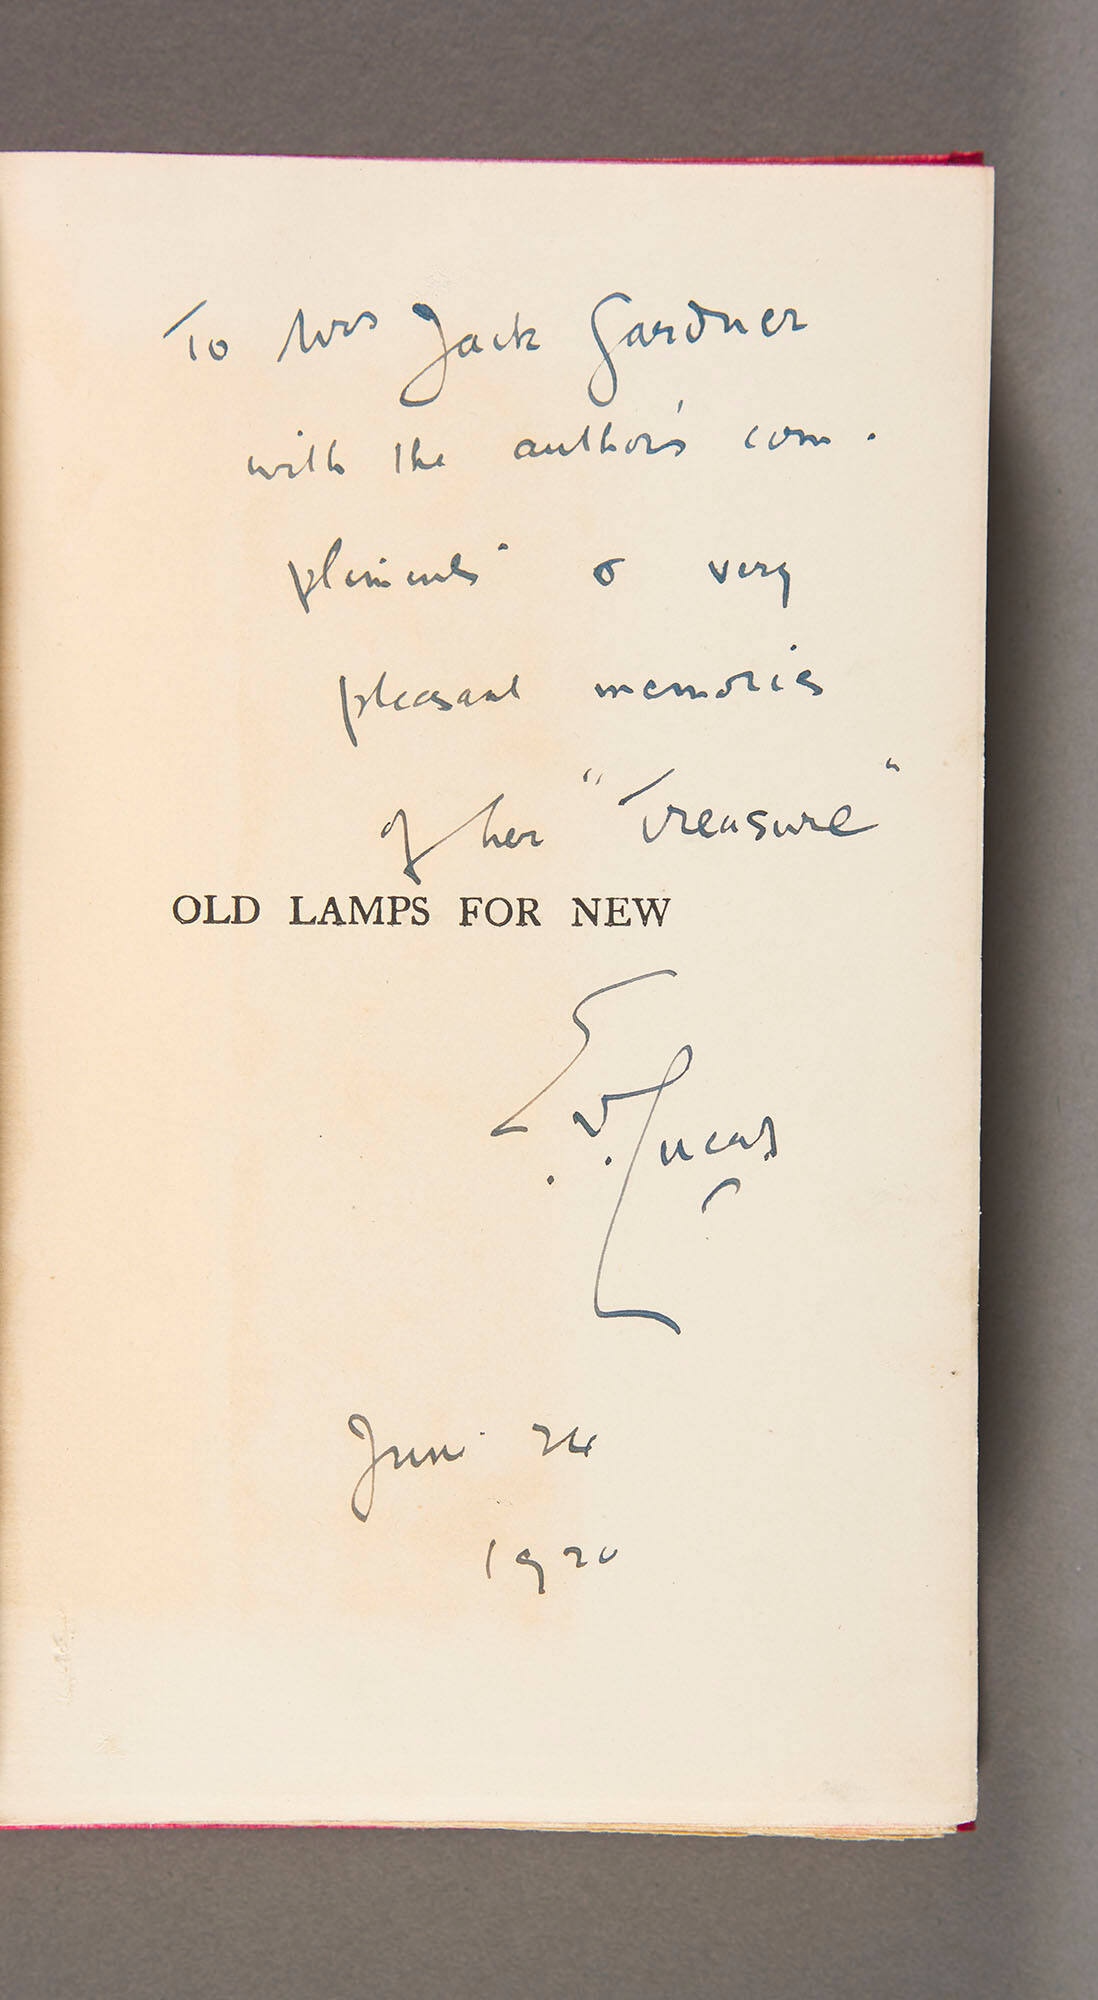 To Mrs Jack Gardner
with the author's com-
pliments & very
pleasant memories
of her "Treasure"
OLD LAMPS FOR NEW
E. V. Lucas
June 24
1920